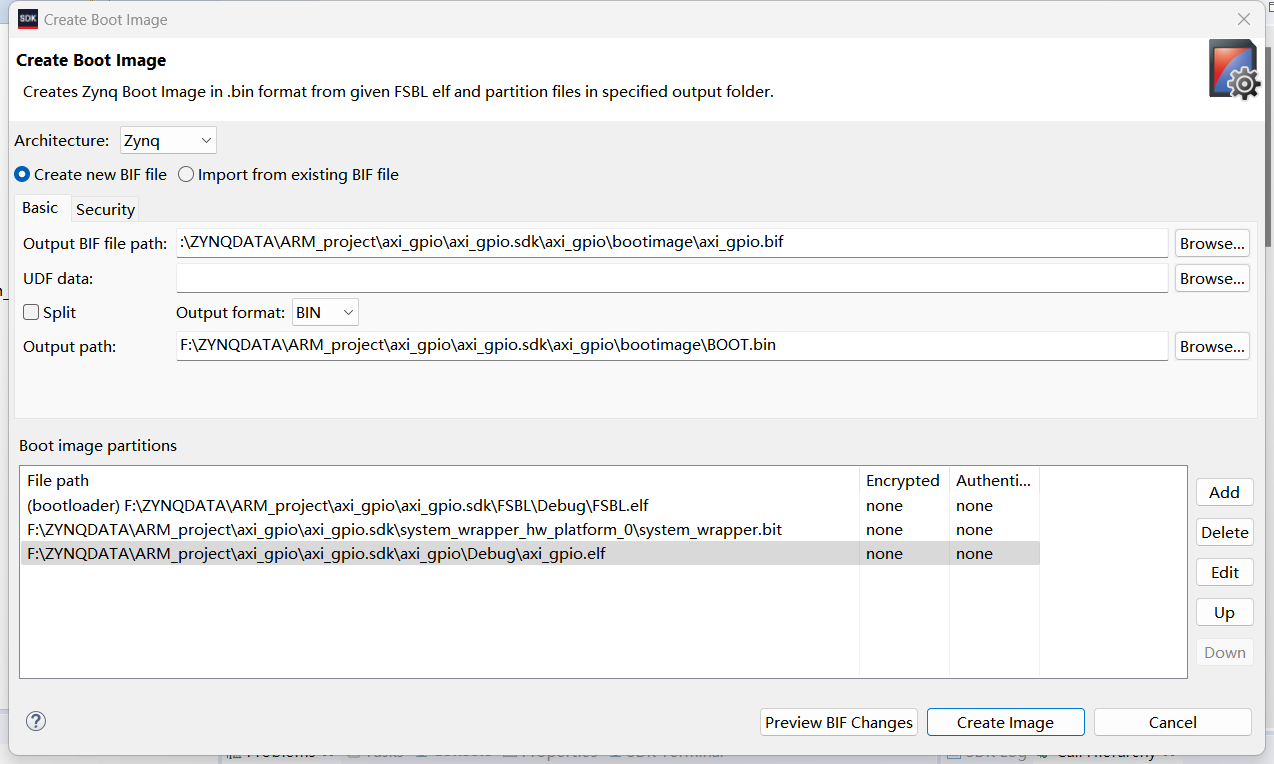 SDK Create Boot Image
Create Boot Image
Creates Zynq Boot Image in .bin format from given FSBL elf and partition files in specified output folder.
Architecture: Zynq
Create new BIF file Import from existing BIF file
Basic Security
Output BIF file path: :\ZYNQDATA\ARM_project\axi_gpio\axi_gpio.sdk\axi_gpio\bootimage\axi_gpio.bif Browse...
UDF data: Browse...
Split Output format: BIN
Output path: F:\ZYNQDATA\ARM_project\axi_gpio\axi_gpio.sdk\axi_gpio\bootimage\BOOT.bin Browse...
Boot image partitions
File path Encrypted Authenti...
(bootloader) F:\ZYNQDATA\ARM_project\axi_gpio\axi_gpio.sdk\FSBL\Debug\FSBL.elf none none
F:\ZYNQDATA\ARM_project\axi_gpio\axi_gpio.sdk\system_wrapper_hw_platform_0\system_wrapper.bit none none
F:\ZYNQDATA\ARM_project\axi_gpio\axi_gpio.sdk\axi_gpio\Debug\axi_gpio.elf none none
Add
Delete
Edit
Up
Down
? Preview BIF Changes Create Image Cancel